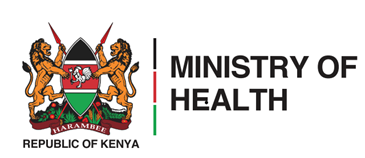 HARAMBEE
REPUBLIC OF KENYA
MINISTRY OF
HEALTH